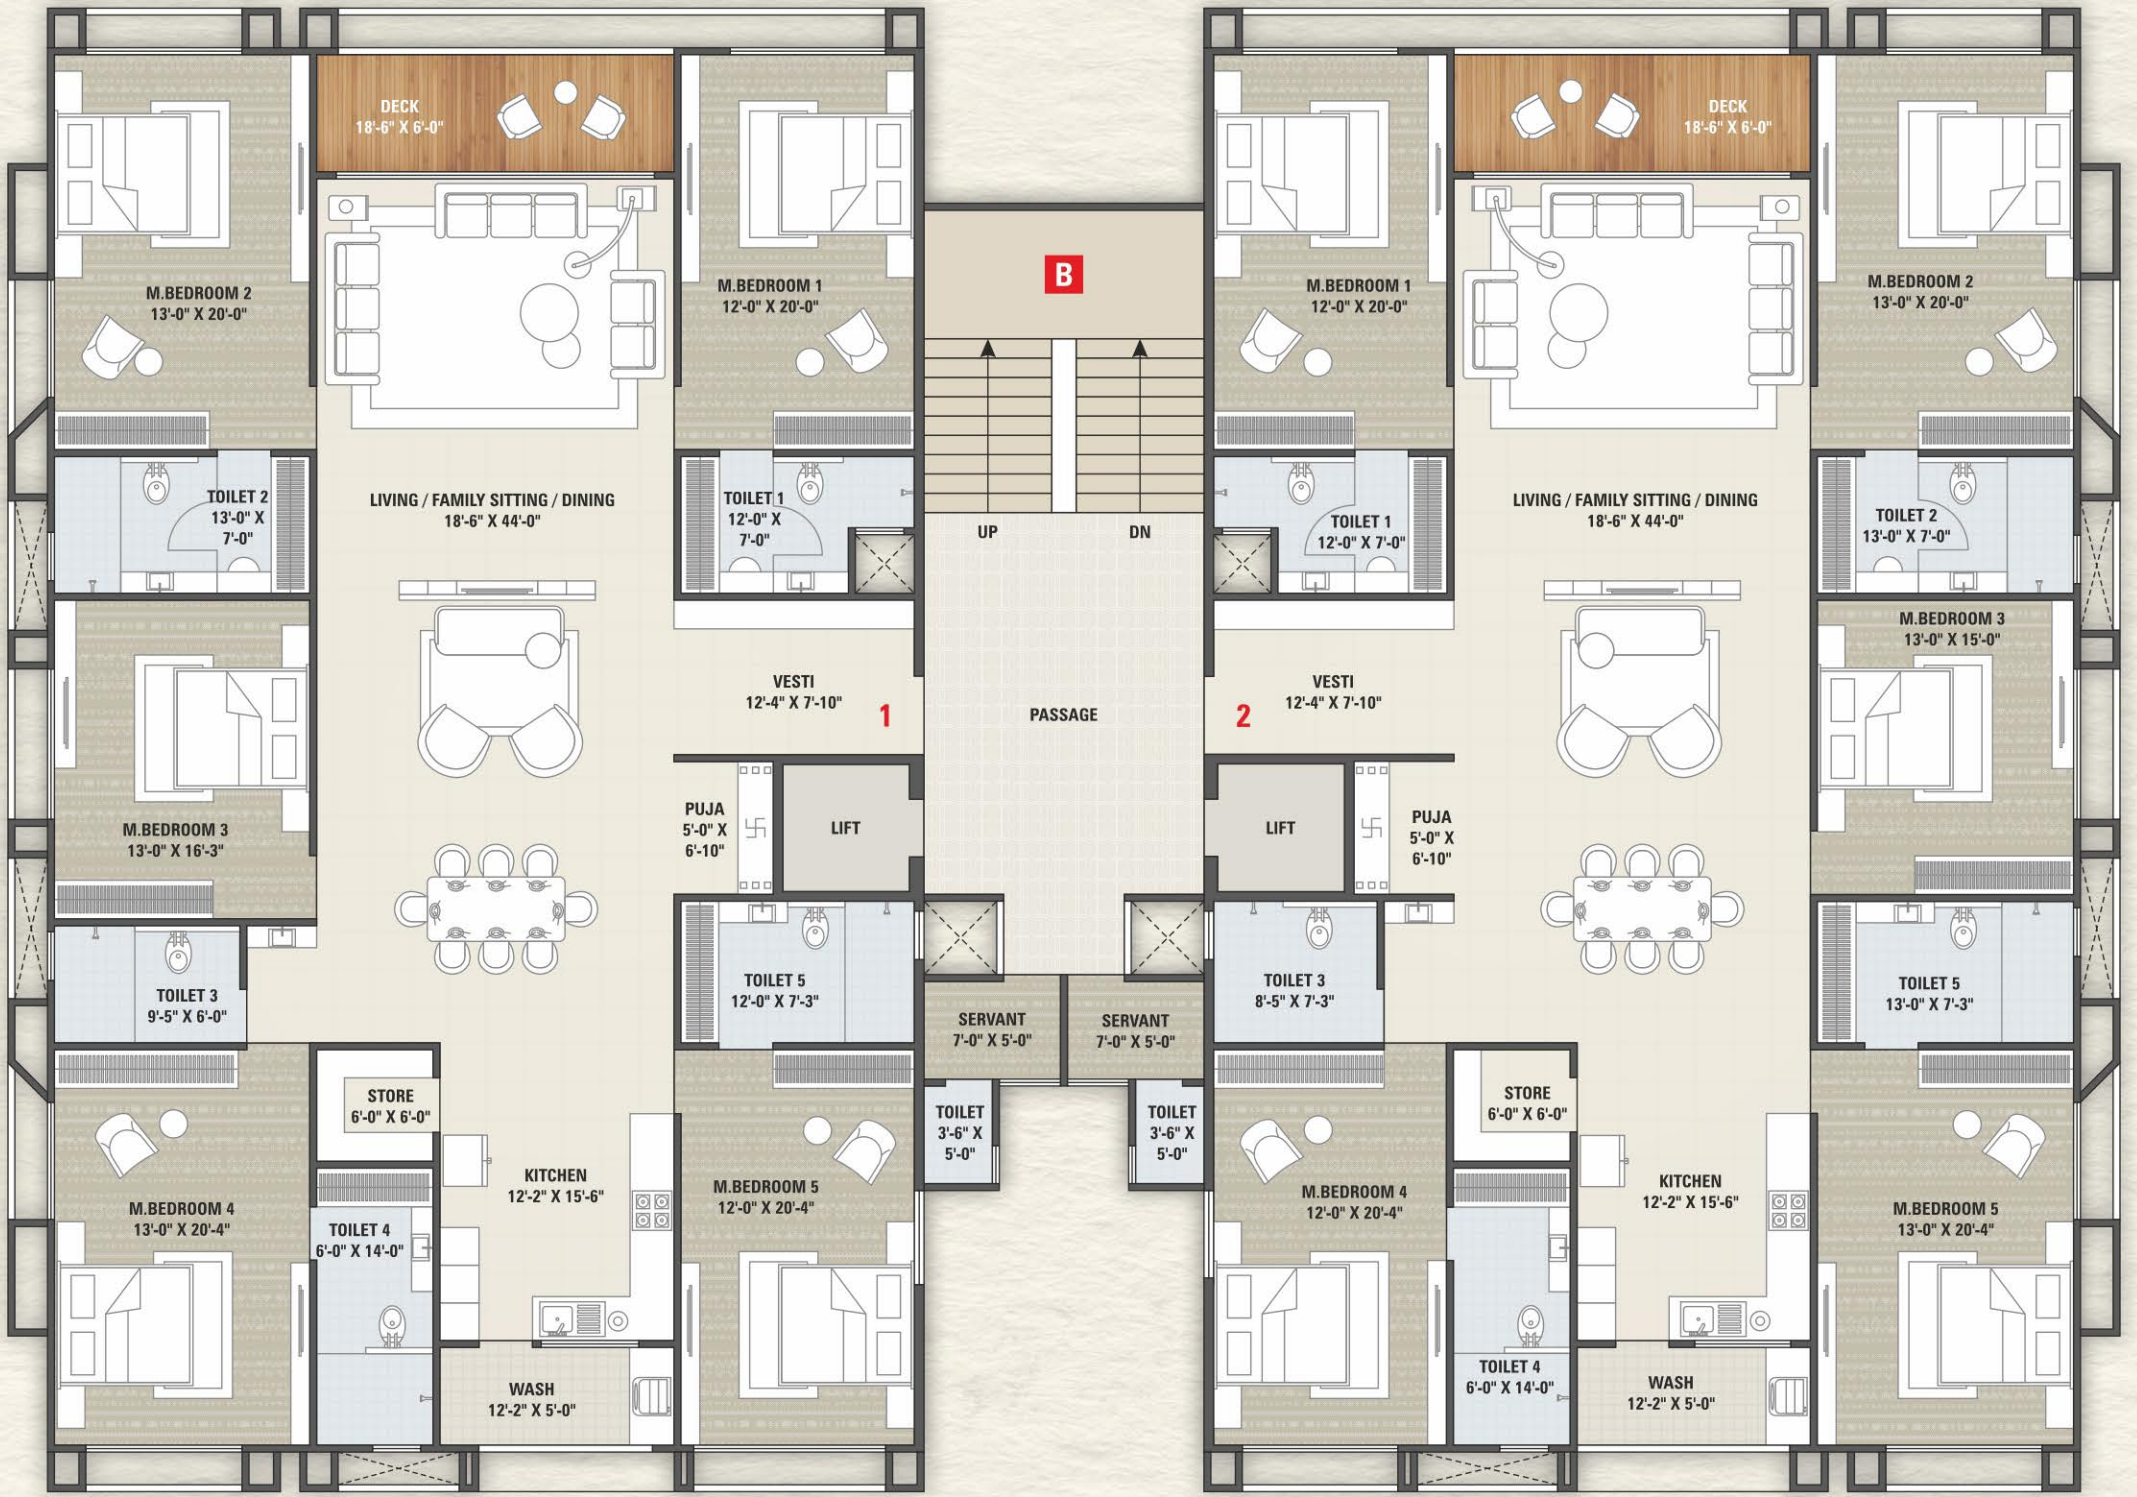 DECK
18'-6" X 6'-0"
DECK
18'-6" X 6'-0"
M.BEDROOM 2
13'-0" X 20'-0"
M.BEDROOM 1
12'-0" X 20'-0"
B
M.BEDROOM 1
12'-0" X 20'-0"
M.BEDROOM 2
13'-0" X 20'-0"
LIVING / FAMILY SITTING / DINING
18'-6" X 44'-0"
TOILET 2
13'-0" X
7'-0"
TOILET 1
12'-0" X
7'-0"
UP
DN
TOILET 1
12'-0" X 7'-0"
LIVING / FAMILY SITTING / DINING
18'-6" X 44'-0"
TOILET 2
13'-0" X 7'-0"
M.BEDROOM 3
13'-0" X 15'-0"
VESTI
12'-4" X 7'-10"
1
PASSAGE
VESTI
12'-4" X 7'-10"
2
M.BEDROOM 3
13'-0" X 16'-3"
PUJA
5'-0" X
6'-10"
LIFT
LIFT
PUJA
5'-0" X
6'-10"
TOILET 3
9'-5" X 6'-0"
TOILET 5
12'-0" X 7'-3"
SERVANT
7'-0" X 5'-0"
SERVANT
7'-0" X 5'-0"
TOILET 3
8'-5" X 7'-3"
TOILET 5
13'-0" X 7'-3"
STORE
6'-0" X 6'-0"
TOILET
3'-6" X
5'-0"
TOILET
3'-6" X
5'-0"
STORE
6'-0" X 6'-0"
M.BEDROOM 4
13'-0" X 20'-4"
TOILET 4
6'-0" X 14'-0"
KITCHEN
12'-2" X 15'-6"
M.BEDROOM 5
12'-0" X 20'-4"
M.BEDROOM 4
12'-0" X 20'-4"
KITCHEN
12'-2" X 15'-6"
M.BEDROOM 5
13'-0" X 20'-4"
WASH
12'-2" X 5'-0"
TOILET 4
6'-0" X 14'-0"
WASH
12'-2" X 5'-0"